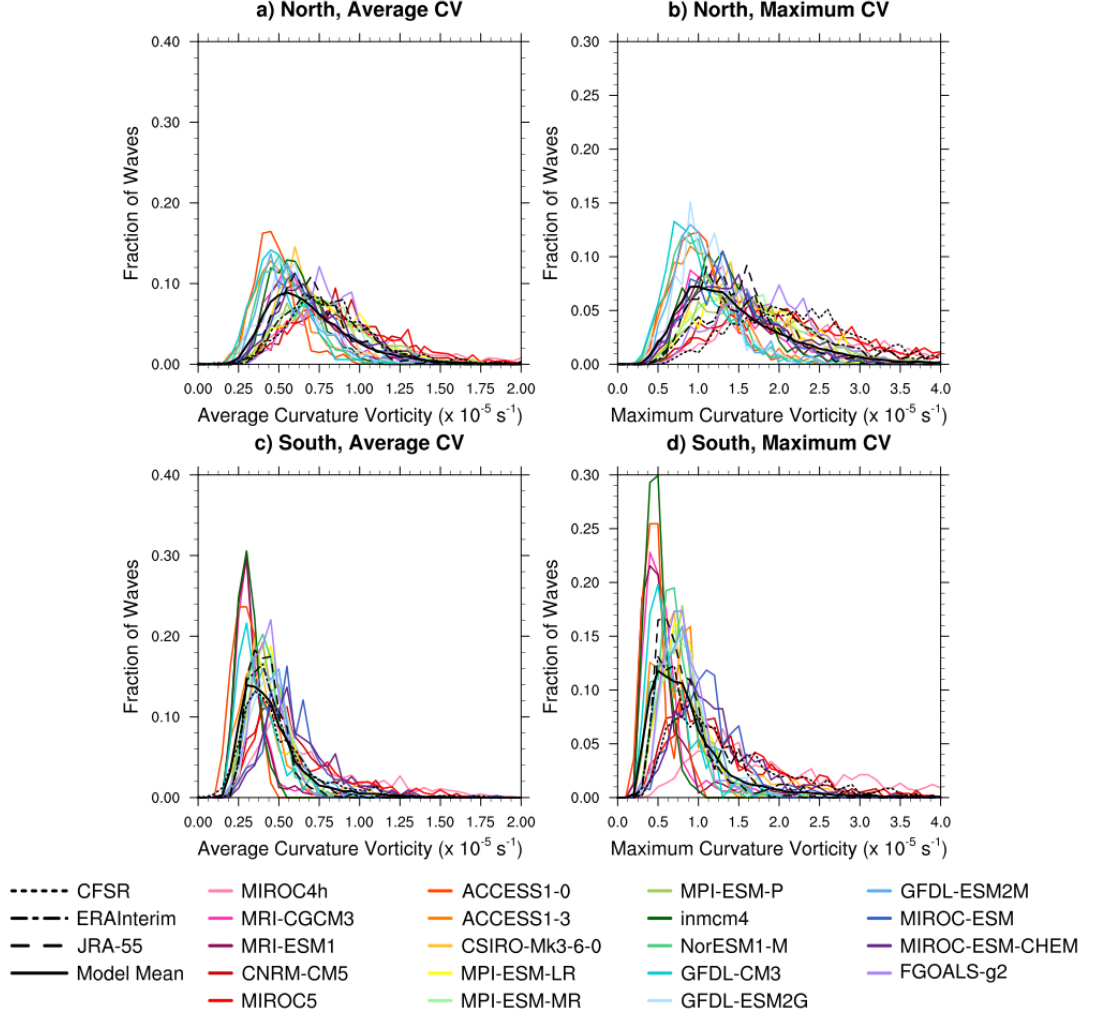 a) North, Average CV
b) North, Maximum CV
0.40
0.30
0.20
0.10
0.00
Fraction of Waves
0.00 0.25 0.50 0.75 1.00 1.25 1.50 1.75 2.00
Average Curvature Vorticity (x 10⁻⁵ s⁻¹)
0.30
0.25
0.20
0.15
0.10
0.05
0.00
Fraction of Waves
0.0 0.5 1.0 1.5 2.0 2.5 3.0 3.5 4.0
Maximum Curvature Vorticity (x 10⁻⁵ s⁻¹)
c) South, Average CV
d) South, Maximum CV
0.40
0.30
0.20
0.10
0.00
Fraction of Waves
0.00 0.25 0.50 0.75 1.00 1.25 1.50 1.75 2.00
Average Curvature Vorticity (x 10⁻⁵ s⁻¹)
0.30
0.25
0.20
0.15
0.10
0.05
0.00
Fraction of Waves
0.0 0.5 1.0 1.5 2.0 2.5 3.0 3.5 4.0
Maximum Curvature Vorticity (x 10⁻⁵ s⁻¹)
CFSR
ERAInterim
JRA-55
Model Mean
MIROC4h
MRI-CGCM3
MRI-ESM1
CNRM-CM5
MIROC5
ACCESS1-0
ACCESS1-3
CSIRO-Mk3-6-0
MPI-ESM-LR
MPI-ESM-MR
MPI-ESM-P
inmcm4
NorESM1-M
GFDL-CM3
GFDL-ESM2G
GFDL-ESM2M
MIROC-ESM
MIROC-ESM-CHEM
FGOALS-g2